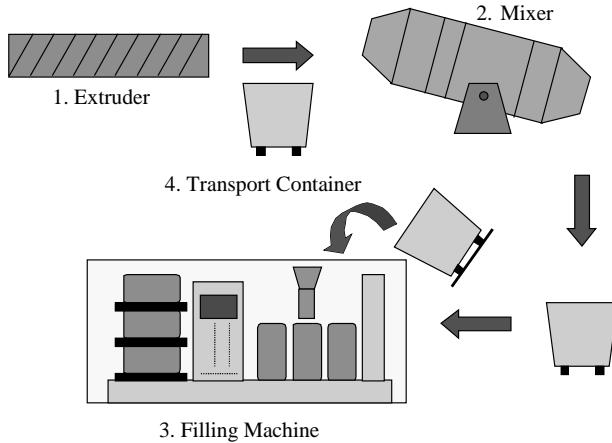 2. Mixer
1. Extruder
4. Transport Container
3. Filling Machine